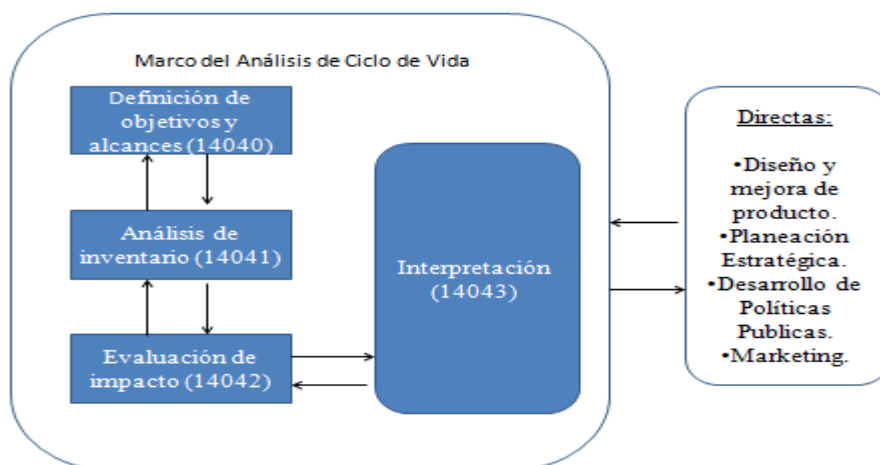 Marco del Análisis de Ciclo de Vida
Definición de
objetivos y
alcances (14040)
Análisis de
inventario (14041)
Evaluación de
impacto (14042)
Interpretación
(14043)
Directas:
•Diseño y
mejora de
producto.
•Planeación
Estratégica.
•Desarrollo de
Políticas
Publicas.
•Marketing.